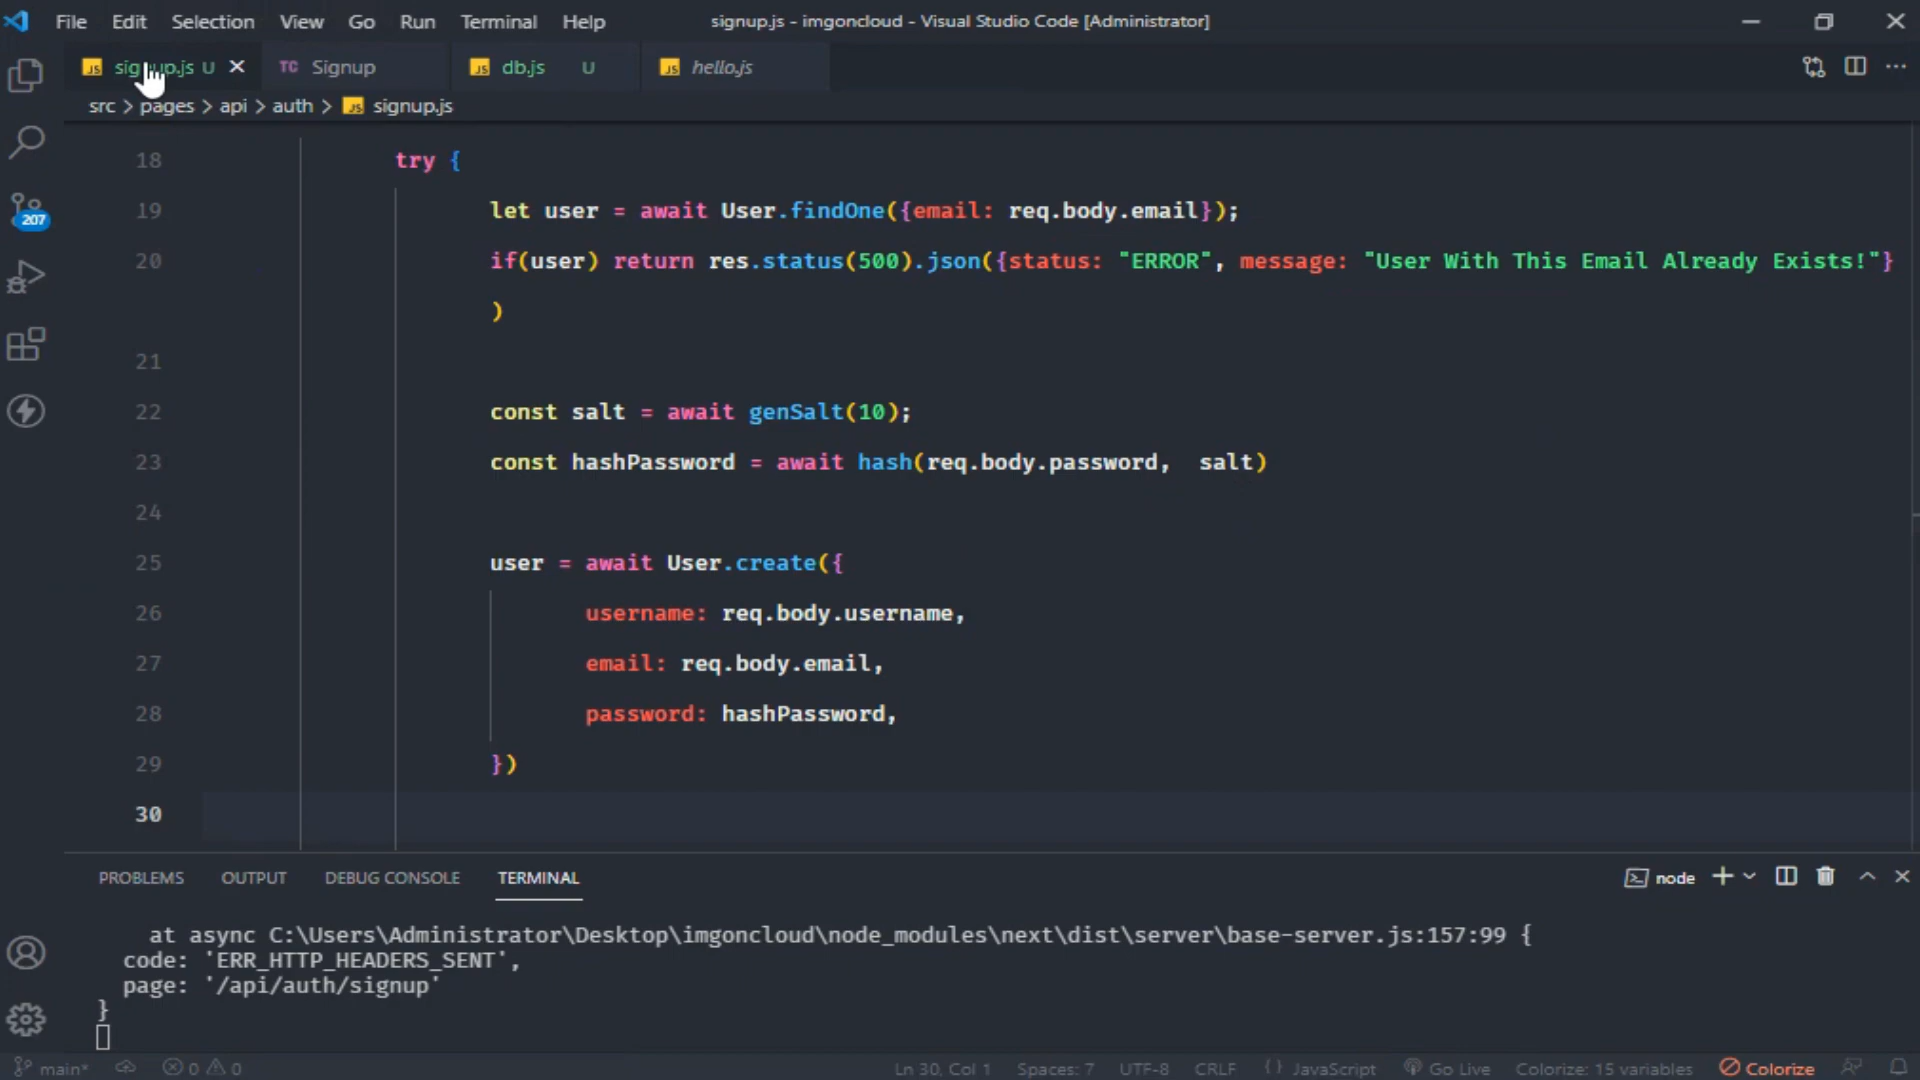 File Edit Selection View Go Run Terminal Help signup.js - imgoncloud - Visual Studio Code [Administrator]
JS signup.js U TC Signup JS db.js U JS hello.js
src > pages > api > auth > JS signup.js
18 try {
19 let user = await User.findOne({email: req.body.email});
20 if(user) return res.status(500).json({status: "ERROR", message: "User With This Email Already Exists!"}
)
21
22 const salt = await genSalt(10);
23 const hashPassword = await hash(req.body.password,  salt)
24
25 user = await User.create({
26 username: req.body.username,
27 email: req.body.email,
28 password: hashPassword,
29 })
30
207
PROBLEMS OUTPUT DEBUG CONSOLE TERMINAL node
at async C:\Users\Administrator\Desktop\imgoncloud\node_modules\next\dist\server\base-server.js:157:99 {
code: 'ERR_HTTP_HEADERS_SENT',
page: '/api/auth/signup'
}
main* 0 0 Ln 30, Col 1 Spaces: 7 UTF-8 CRLF {} JavaScript Go Live Colorize: 15 variables Colorize